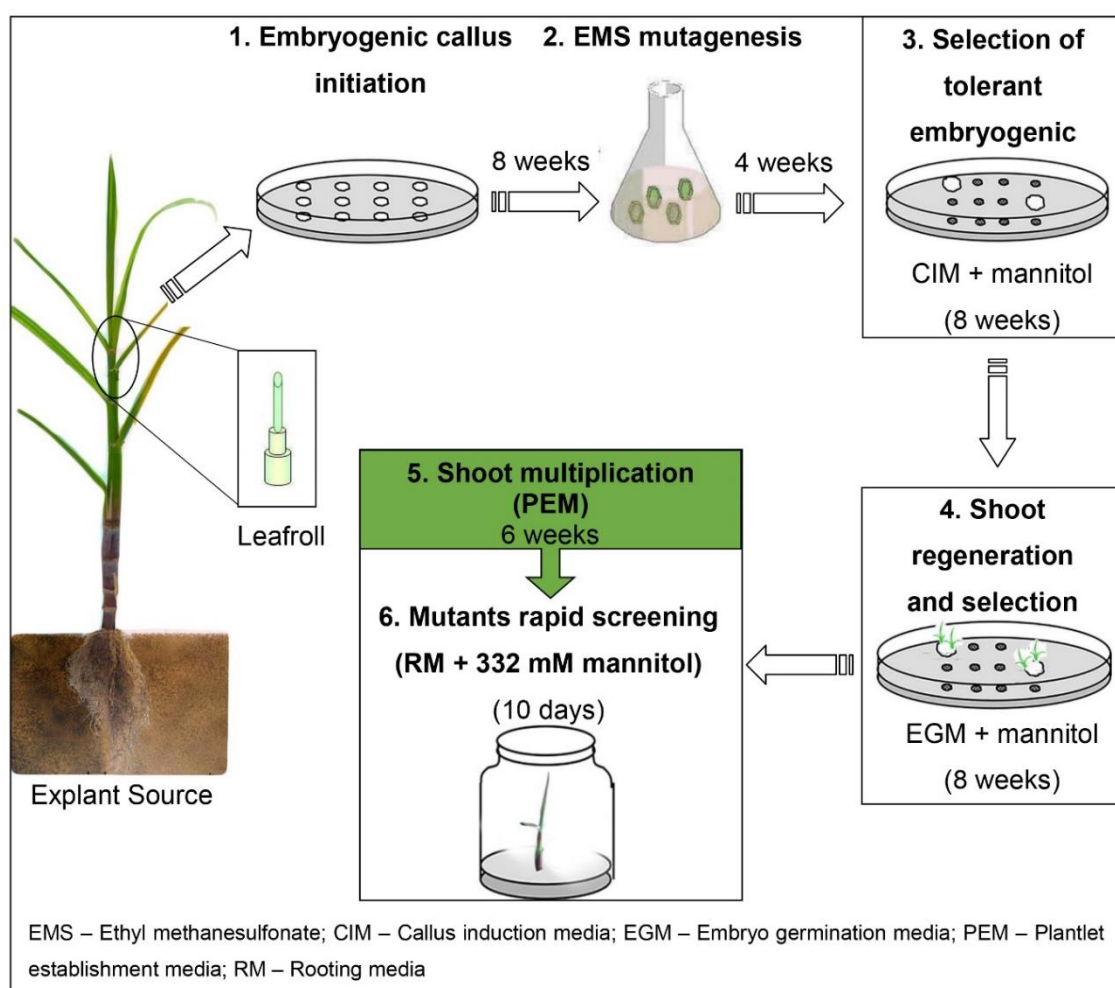 1. Embryogenic callus
initiation
2. EMS mutagenesis
3. Selection of
tolerant
embryogenic
8 weeks
4 weeks
CIM + mannitol
(8 weeks)
Leafroll
Explant Source
4. Shoot
regeneration
and selection
EGM + mannitol
(8 weeks)
5. Shoot multiplication
(PEM)
6 weeks
6. Mutants rapid screening
(RM + 332 mM mannitol)
(10 days)
EMS – Ethyl methanesulfonate; CIM – Callus induction media; EGM – Embryo germination media; PEM – Plantlet
establishment media; RM – Rooting media